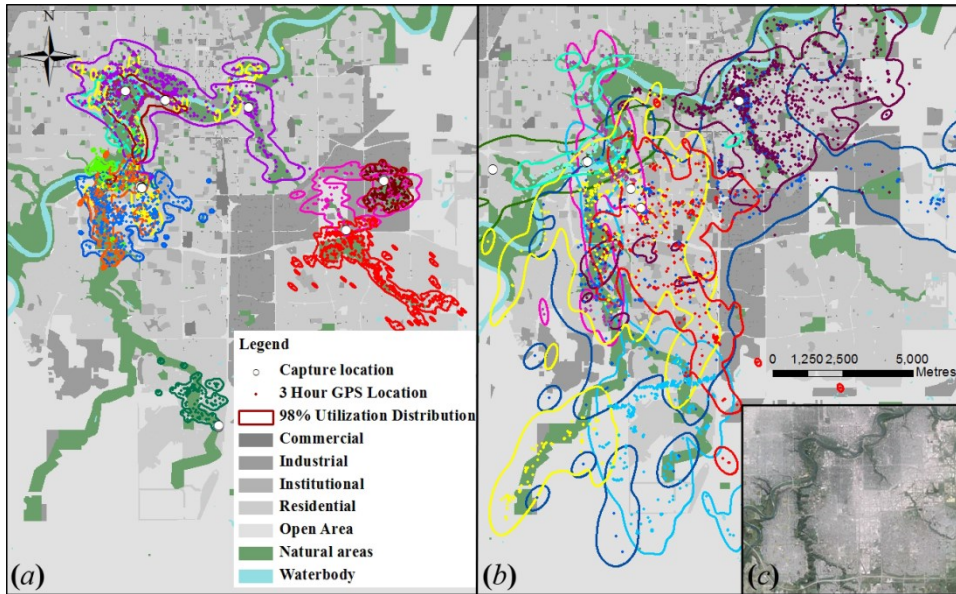 N
Legend
Capture location
3 Hour GPS Location
98% Utilization Distribution
Commercial
Industrial
Institutional
Residential
Open Area
Natural areas
Waterbody
(a)
0 1,250 2,500 5,000
Metres
(b)
(c)